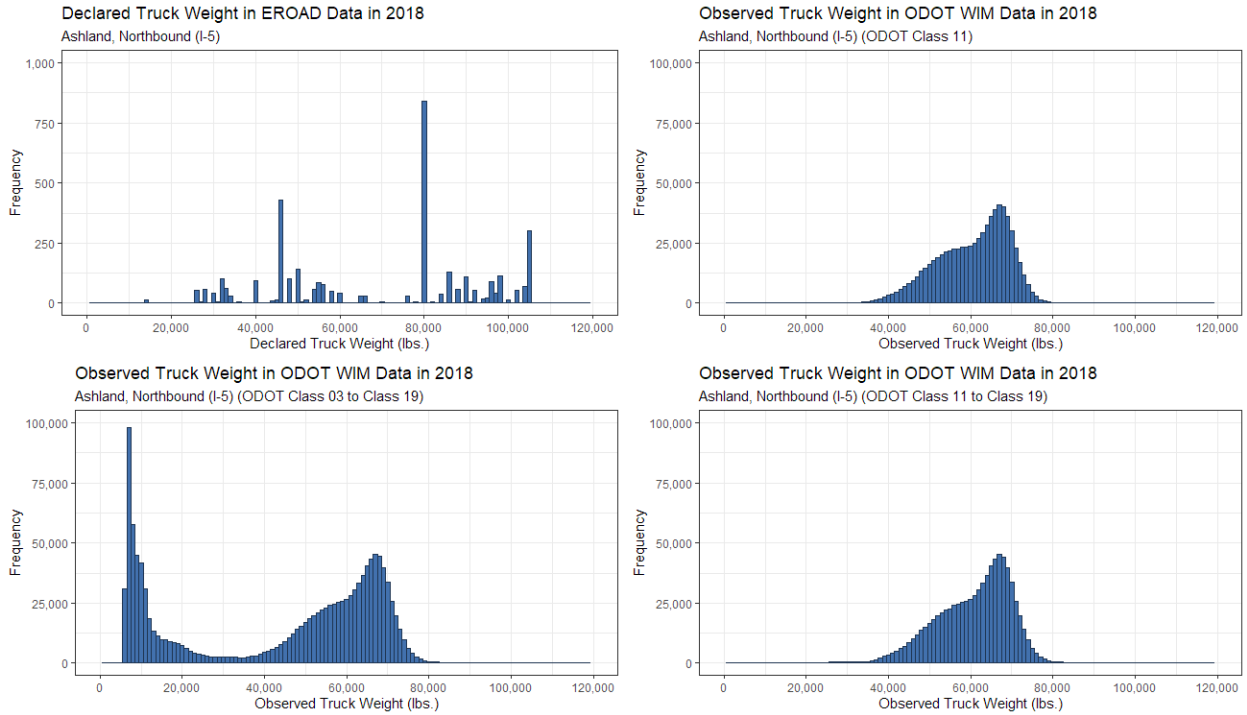 Declared Truck Weight in EROAD Data in 2018
Ashland, Northbound (I-5)
1,000
750
500
250
0
Frequency
0 20,000 40,000 60,000 80,000 100,000 120,000
Declared Truck Weight (lbs.)
Observed Truck Weight in ODOT WIM Data in 2018
Ashland, Northbound (I-5) (ODOT Class 11)
100,000
75,000
50,000
25,000
0
Frequency
0 20,000 40,000 60,000 80,000 100,000 120,000
Observed Truck Weight (lbs.)
Observed Truck Weight in ODOT WIM Data in 2018
Ashland, Northbound (I-5) (ODOT Class 03 to Class 19)
100,000
75,000
50,000
25,000
0
Frequency
0 20,000 40,000 60,000 80,000 100,000 120,000
Observed Truck Weight (lbs.)
Observed Truck Weight in ODOT WIM Data in 2018
Ashland, Northbound (I-5) (ODOT Class 11 to Class 19)
100,000
75,000
50,000
25,000
0
Frequency
0 20,000 40,000 60,000 80,000 100,000 120,000
Observed Truck Weight (lbs.)